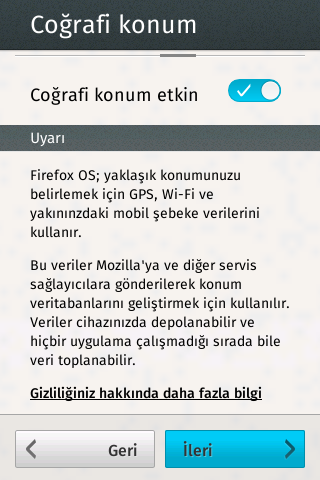 Coğrafi konum
Coğrafi konum etkin
Uyarı
Firefox OS; yaklaşık konumunuzu
belirlemek için GPS, Wi-Fi ve
yakınınzdaki mobil şebeke verilerini
kullanır.
Bu veriler Mozilla'ya ve diğer servis
sağlayıcılara gönderilerek konum
veritabanlarını geliştirmek için kullanılır.
Veriler cihazınızda depolanabilir ve
hiçbir uygulama çalışmadığı sırada bile
veri toplanabilir.
Gizliliğiniz hakkında daha fazla bilgi
Geri
İleri